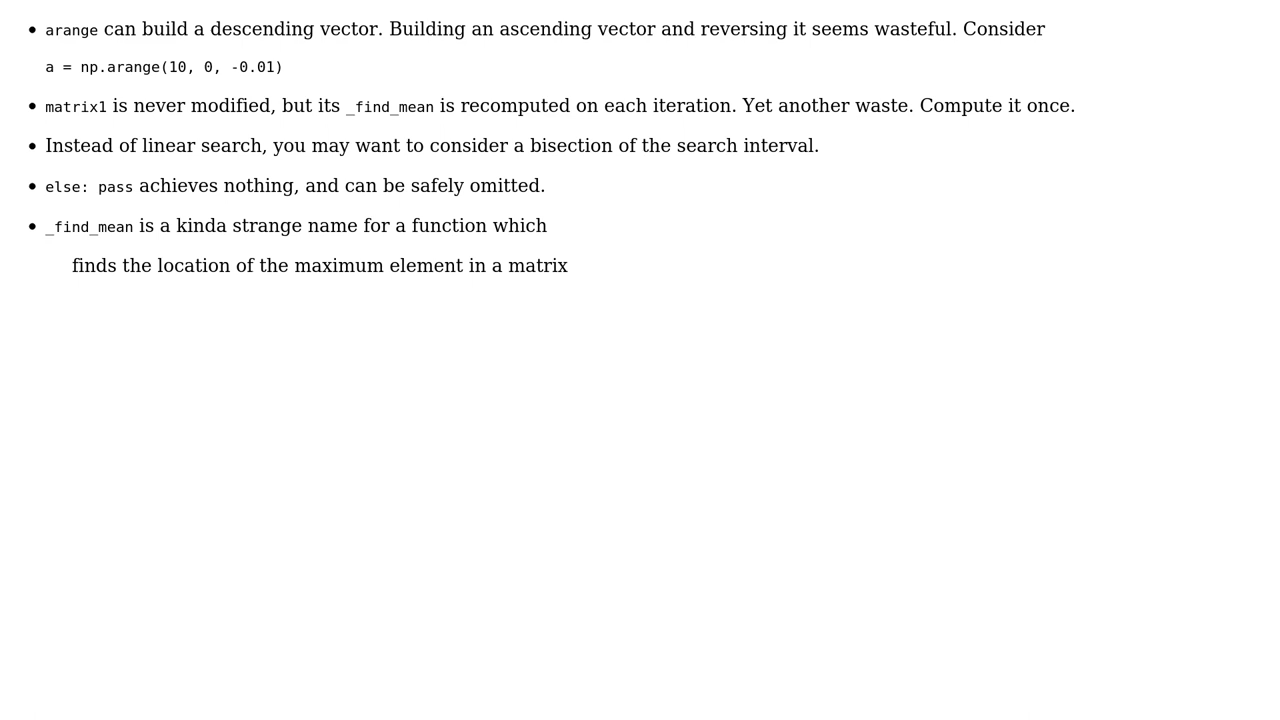 • arange can build a descending vector. Building an ascending vector and reversing it seems wasteful. Consider
a = np.arange(10, 0, -0.01)
• matrix1 is never modified, but its _find_mean is recomputed on each iteration. Yet another waste. Compute it once.
• Instead of linear search, you may want to consider a bisection of the search interval.
• else: pass achieves nothing, and can be safely omitted.
• _find_mean is a kinda strange name for a function which
finds the location of the maximum element in a matrix